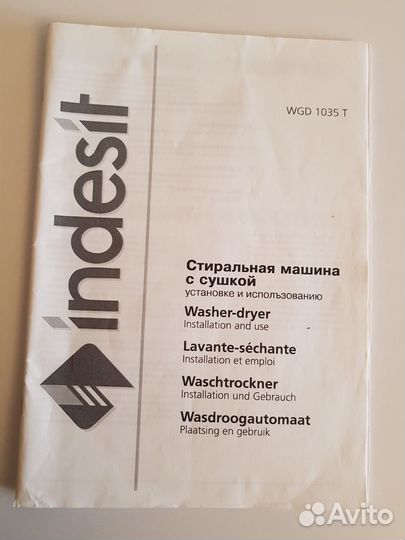 WGD 1035 T
indesit
Стиральная машина
с сушкой
установке и использованию
Washer-dryer
Installation and use
Lavante-séchante
Installation et emploi
Waschtrockner
Installation und Gebrauch
Wasdroogautomaat
Plaatsing en gebruik
Avito